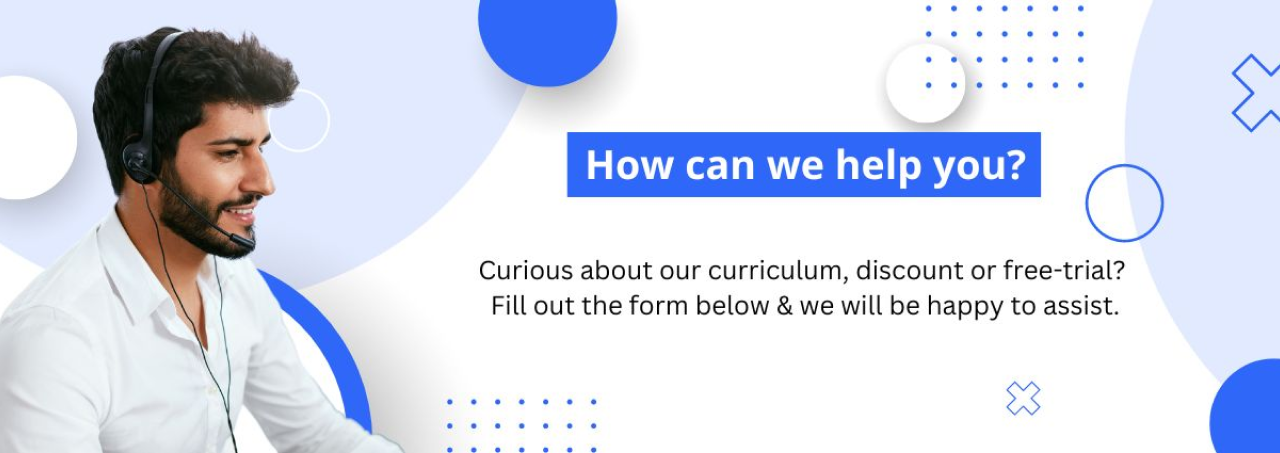 How can we help you?
Curious about our curriculum, discount or free-trial?
Fill out the form below & we will be happy to assist.